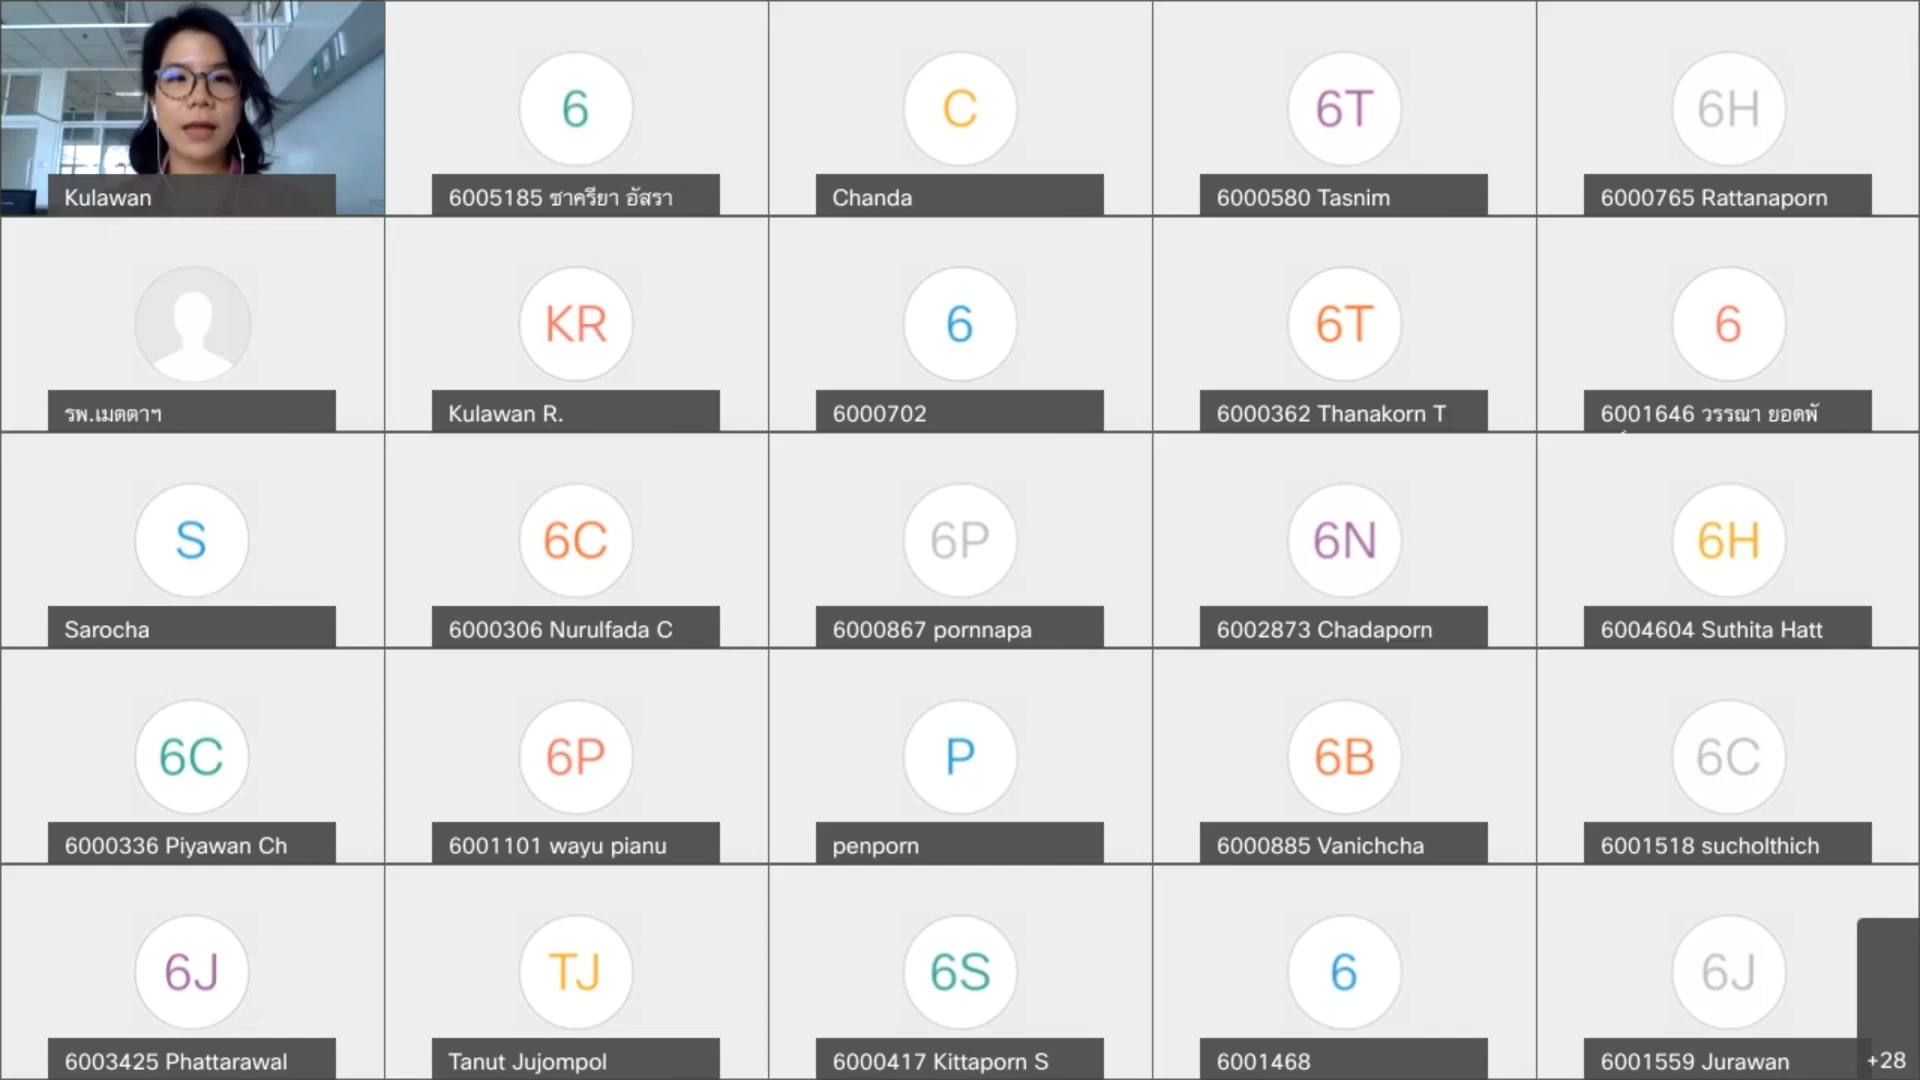 Kulawan
6
6005185 ซาครียา อัสรา
C
Chanda
6T
6000580 Tasnim
6H
6000765 Rattanaporn
รพ.เมตตาฯ
KR
Kulawan R.
6
6000702
6T
6000362 Thanakorn T
6
6001646 วรรณา ยอดพั
S
Sarocha
6C
6000306 Nurulfada C
6P
6000867 pornnapa
6N
6002873 Chadaporn
6H
6004604 Suthita Hatt
6C
6000336 Piyawan Ch
6P
6001101 wayu pianu
P
penporn
6B
6000885 Vanichcha
6C
6001518 sucholthich
6J
6003425 Phattarawal
TJ
Tanut Jujompol
6S
6000417 Kittaporn S
6
6001468
6J
6001559 Jurawan
+28